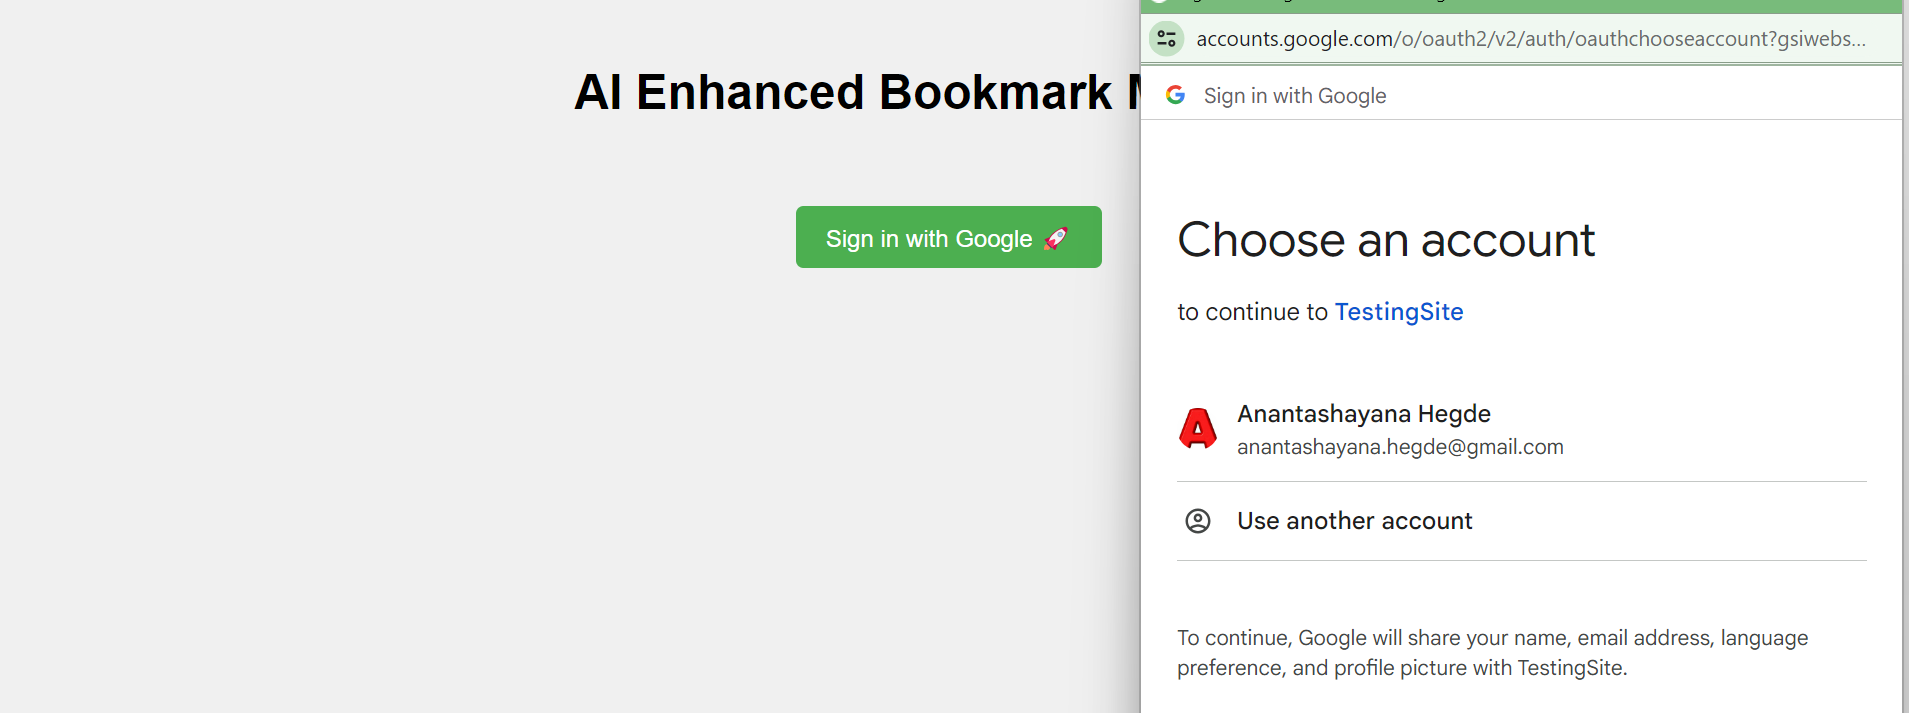 AI Enhanced Bookmark
Sign in with Google 🚀
accounts.google.com/o/oauth2/v2/auth/oauthchooseaccount?gsiwebs...
Sign in with Google
Choose an account
to continue to TestingSite
A
Anantashayana Hegde
anantashayana.hegde@gmail.com
Use another account
To continue, Google will share your name, email address, language
preference, and profile picture with TestingSite.